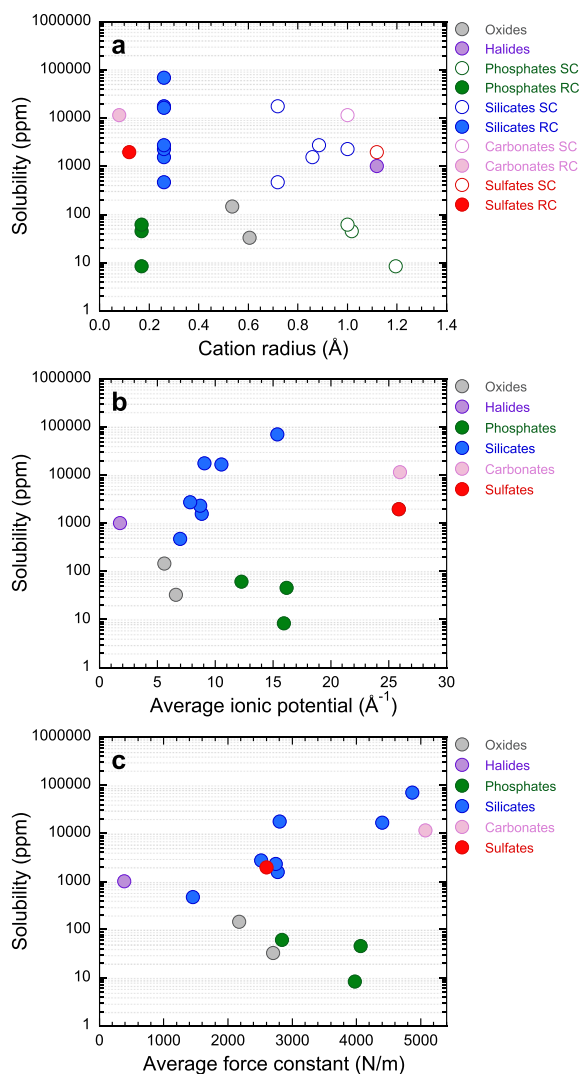 a
1000000
100000
10000
1000
100
10
1
Solubility (ppm)
0.0 0.2 0.4 0.6 0.8 1.0 1.2 1.4
Cation radius (Å)
Oxides
Halides
Phosphates SC
Phosphates RC
Silicates SC
Silicates RC
Carbonates SC
Carbonates RC
Sulfates SC
Sulfates RC
b
1000000
100000
10000
1000
100
10
1
Solubility (ppm)
0 5 10 15 20 25 30
Average ionic potential (Å-1)
Oxides
Halides
Phosphates
Silicates
Carbonates
Sulfates
c
1000000
100000
10000
1000
100
10
1
Solubility (ppm)
0 1000 2000 3000 4000 5000
Average force constant (N/m)
Oxides
Halides
Phosphates
Silicates
Carbonates
Sulfates